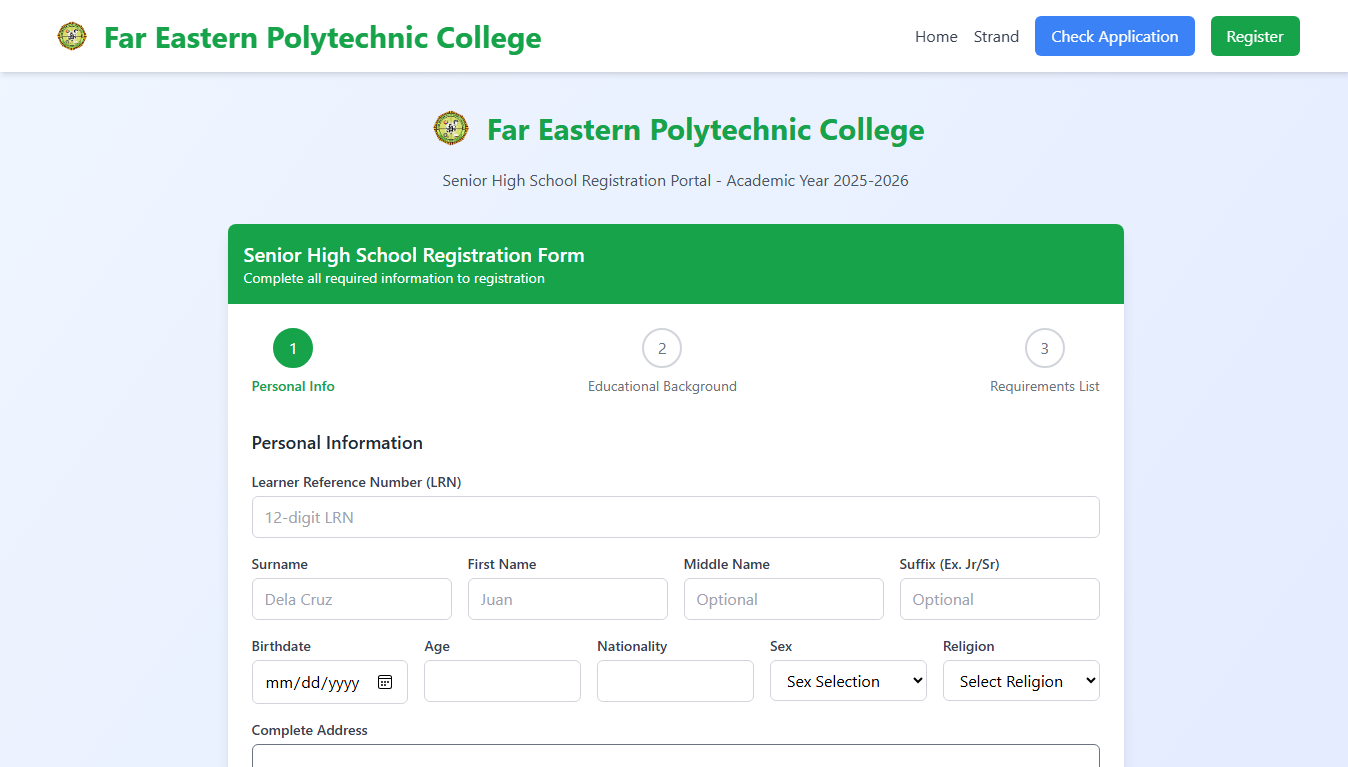 Far Eastern Polytechnic College
Home Strand Check Application Register
Far Eastern Polytechnic College
Senior High School Registration Portal - Academic Year 2025-2026
Senior High School Registration Form
Complete all required information to registration
1 2 3
Personal Info Educational Background Requirements List
Personal Information
Learner Reference Number (LRN)
12-digit LRN
Surname First Name Middle Name Suffix (Ex. Jr/Sr)
Dela Cruz Juan Optional Optional
Birthdate Age Nationality Sex Religion
mm/dd/yyyy Sex Selection Select Religion
Complete Address